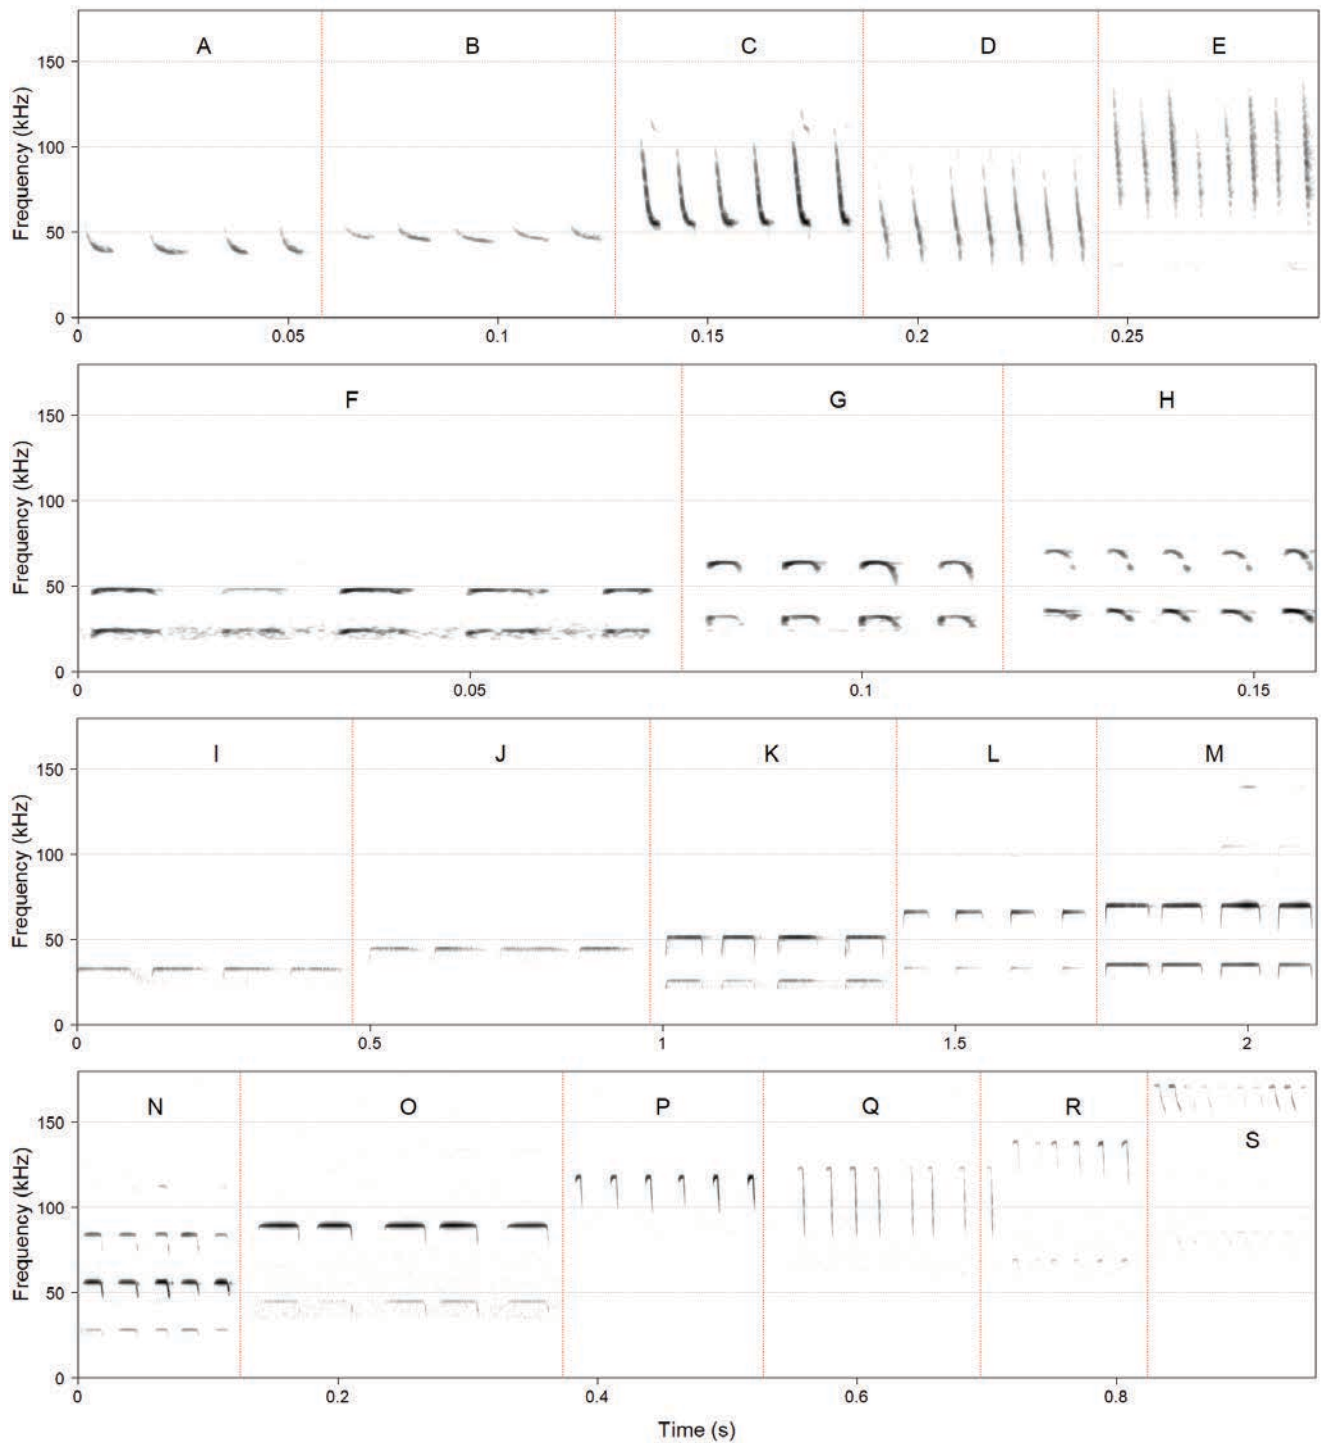 A B C D E
150
100
50
0
Frequency (kHz)
0 0.05 0.1 0.15 0.2 0.25
F G H
150
100
50
0
Frequency (kHz)
0 0.05 0.1 0.15
I J K L M
150
100
50
0
Frequency (kHz)
0 0.5 1 1.5 2
N O P Q R
S
150
100
50
0
Frequency (kHz)
0 0.2 0.4 0.6 0.8
Time (s)